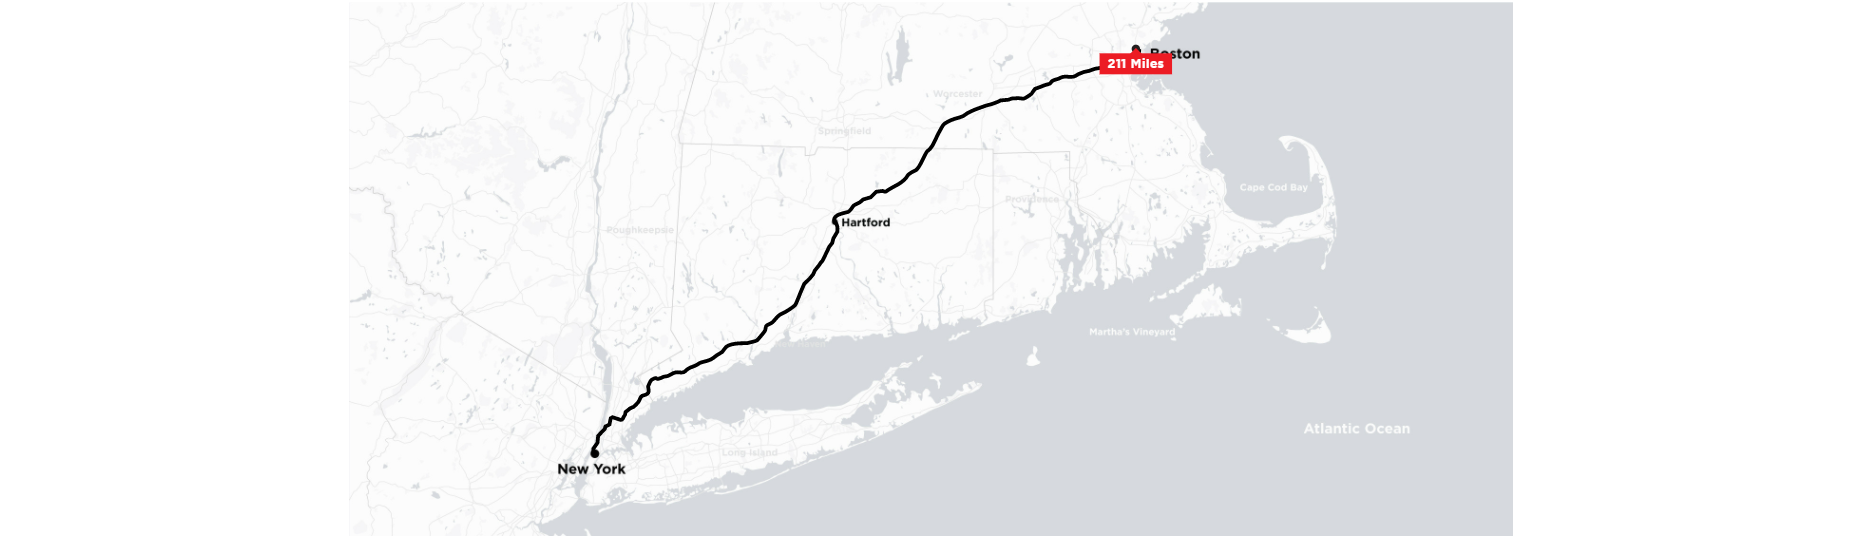 Boston
211 Miles
Worcester
Springfield
Cape Cod Bay
Providence
Hartford
Poughkeepsie
Martha's Vineyard
Atlantic Ocean
Long Island
New York